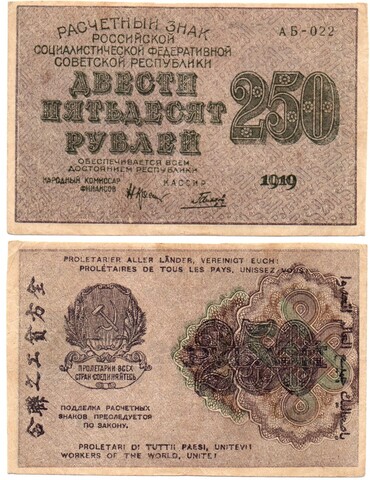 РАСЧЕТНЫЙ ЗНАК
РОССИЙСКОЙ
СОЦИАЛИСТИЧЕСКОЙ ФЕДЕРАТИВНОЙ
СОВЕТСКОЙ РЕСПУБЛИКИ
АБ-022
ДВЕСТИ
ПЯТЬДЕСЯТ
РУБЛЕЙ
250
ОБЕСПЕЧИВАЕТСЯ ВСЕМ
ДОСТОЯНИЕМ РЕСПУБЛИКИ
НАРОДНЫЙ КОМИССАР
ФИНАНСОВ
КАССИР
1919
PROLETARIER ALLER LÄNDER, VEREINIGT EUCH!
PROLÉTAIRES DE TOUS LES PAYS, UNISSEZ VOUS!
ПРОЛЕТАРИИ ВСЕХ
СТРАН СОЕДИНЯЙТЕСЬ
250
ПОДДЕЛКА РАСЧЕТНЫХ
ЗНАКОВ ПРЕСЛЕДУЕТСЯ
ПО ЗАКОНУ.
PROLETARI DI TUTTI I PAESI, UNITEVI!
WORKERS OF THE WORLD, UNITE!